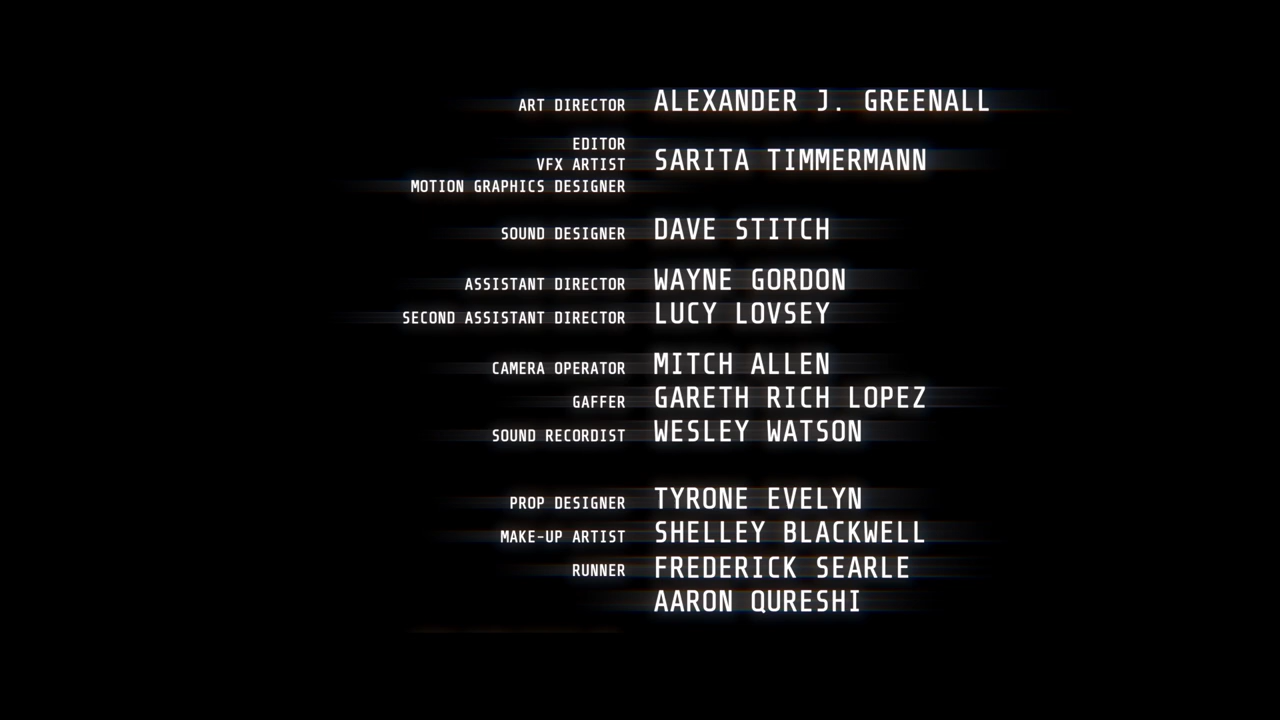 ART DIRECTOR ALEXANDER J. GREENALL
EDITOR
VFX ARTIST SARITA TIMMERMANN
MOTION GRAPHICS DESIGNER
SOUND DESIGNER DAVE STITCH
ASSISTANT DIRECTOR WAYNE GORDON
SECOND ASSISTANT DIRECTOR LUCY LOVSEY
CAMERA OPERATOR MITCH ALLEN
GAFFER GARETH RICH LOPEZ
SOUND RECORDIST WESLEY WATSON
PROP DESIGNER TYRONE EVELYN
MAKE-UP ARTIST SHELLEY BLACKWELL
RUNNER FREDERICK SEARLE
AARON QURESHI